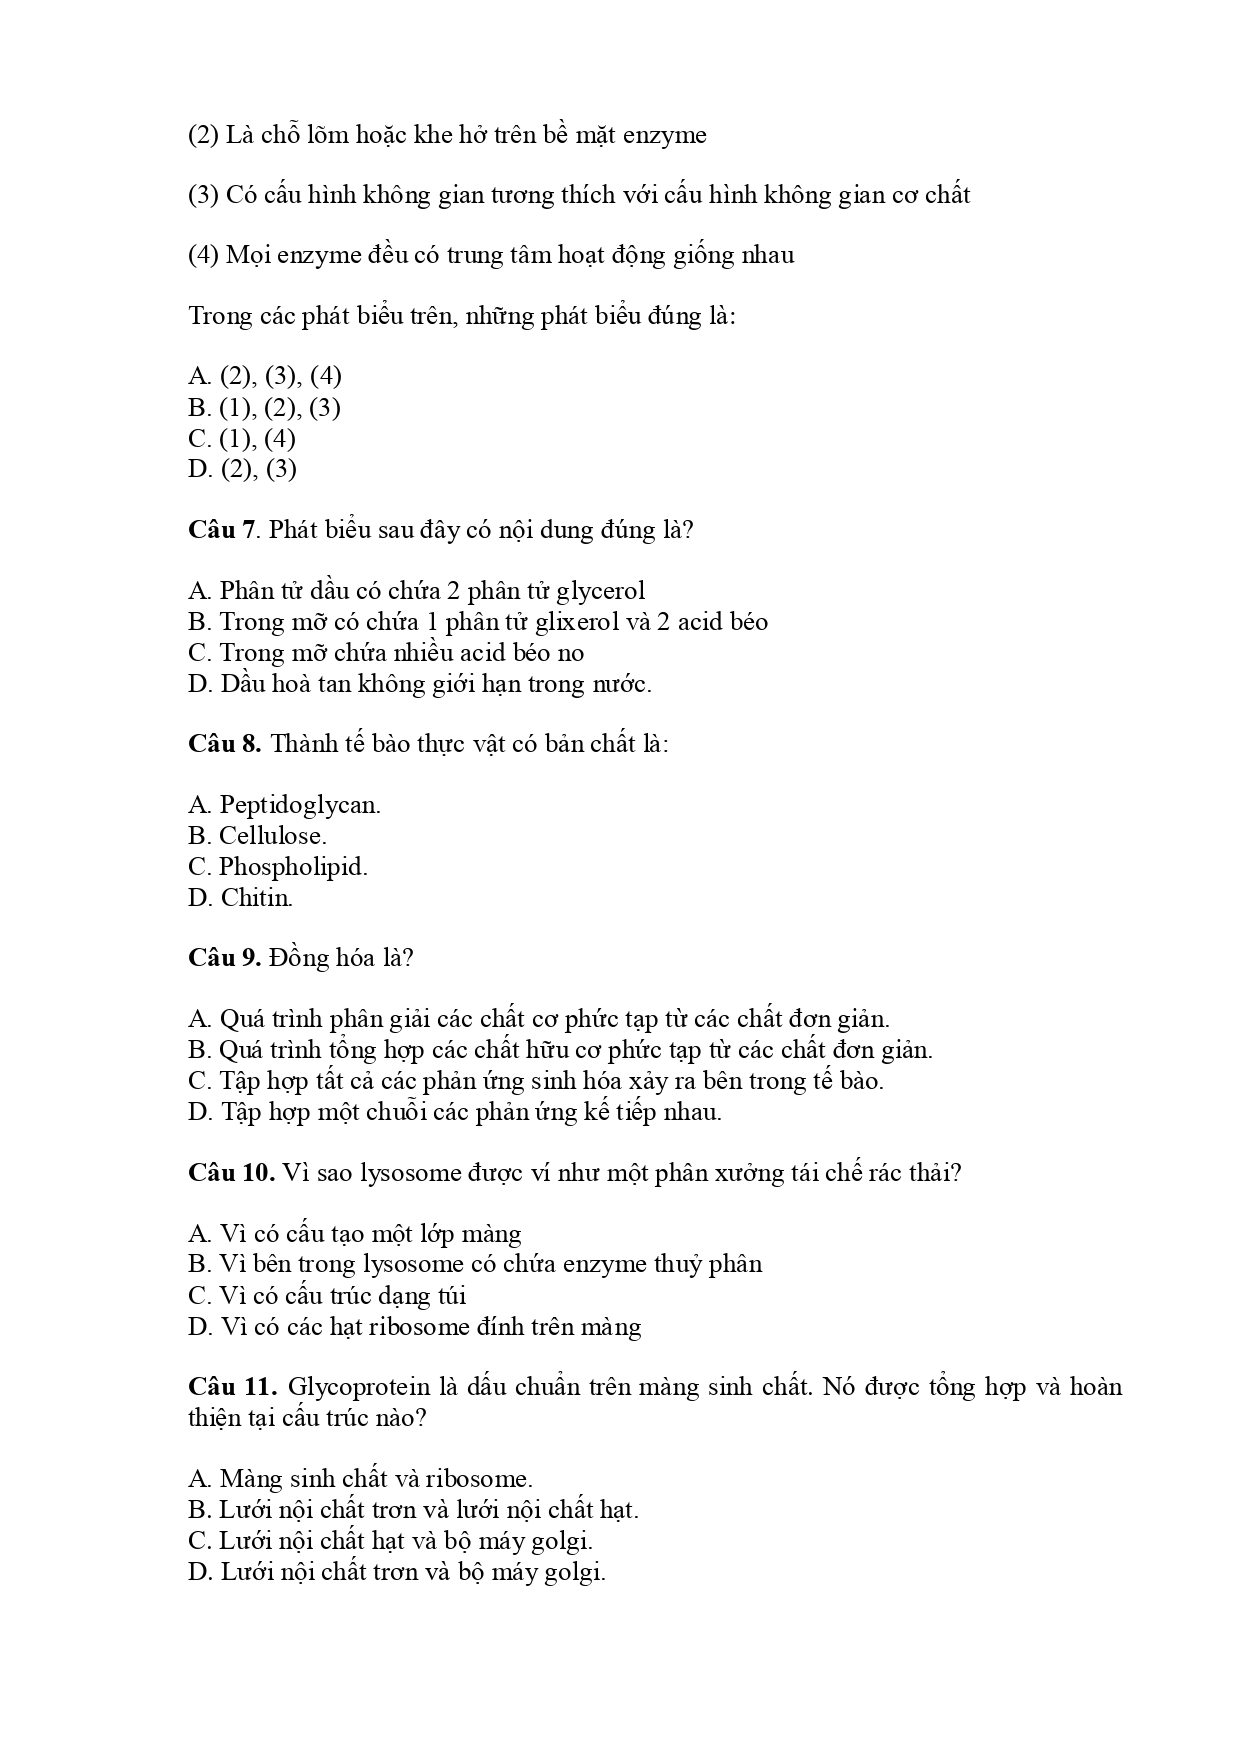 (2) Là chỗ lõm hoặc khe hở trên bề mặt enzyme
(3) Có cấu hình không gian tương thích với cấu hình không gian cơ chất
(4) Mọi enzyme đều có trung tâm hoạt động giống nhau
Trong các phát biểu trên, những phát biểu đúng là:
A. (2), (3), (4)
B. (1), (2), (3)
C. (1), (4)
D. (2), (3)
Câu 7. Phát biểu sau đây có nội dung đúng là?
A. Phân tử dầu có chứa 2 phân tử glycerol
B. Trong mỡ có chứa 1 phân tử glixerol và 2 acid béo
C. Trong mỡ chứa nhiều acid béo no
D. Dầu hoà tan không giới hạn trong nước.
Câu 8. Thành tế bào thực vật có bản chất là:
A. Peptidoglycan.
B. Cellulose.
C. Phospholipid.
D. Chitin.
Câu 9. Đồng hóa là?
A. Quá trình phân giải các chất cơ phức tạp từ các chất đơn giản.
B. Quá trình tổng hợp các chất hữu cơ phức tạp từ các chất đơn giản.
C. Tập hợp tất cả các phản ứng sinh hóa xảy ra bên trong tế bào.
D. Tập hợp một chuỗi các phản ứng kế tiếp nhau.
Câu 10. Vì sao lysosome được ví như một phân xưởng tái chế rác thải?
A. Vì có cấu tạo một lớp màng
B. Vì bên trong lysosome có chứa enzyme thuỷ phân
C. Vì có cấu trúc dạng túi
D. Vì có các hạt ribosome đính trên màng
Câu 11. Glycoprotein là dấu chuẩn trên màng sinh chất. Nó được tổng hợp và hoàn
thiện tại cấu trúc nào?
A. Màng sinh chất và ribosome.
B. Lưới nội chất trơn và lưới nội chất hạt.
C. Lưới nội chất hạt và bộ máy golgi.
D. Lưới nội chất trơn và bộ máy golgi.